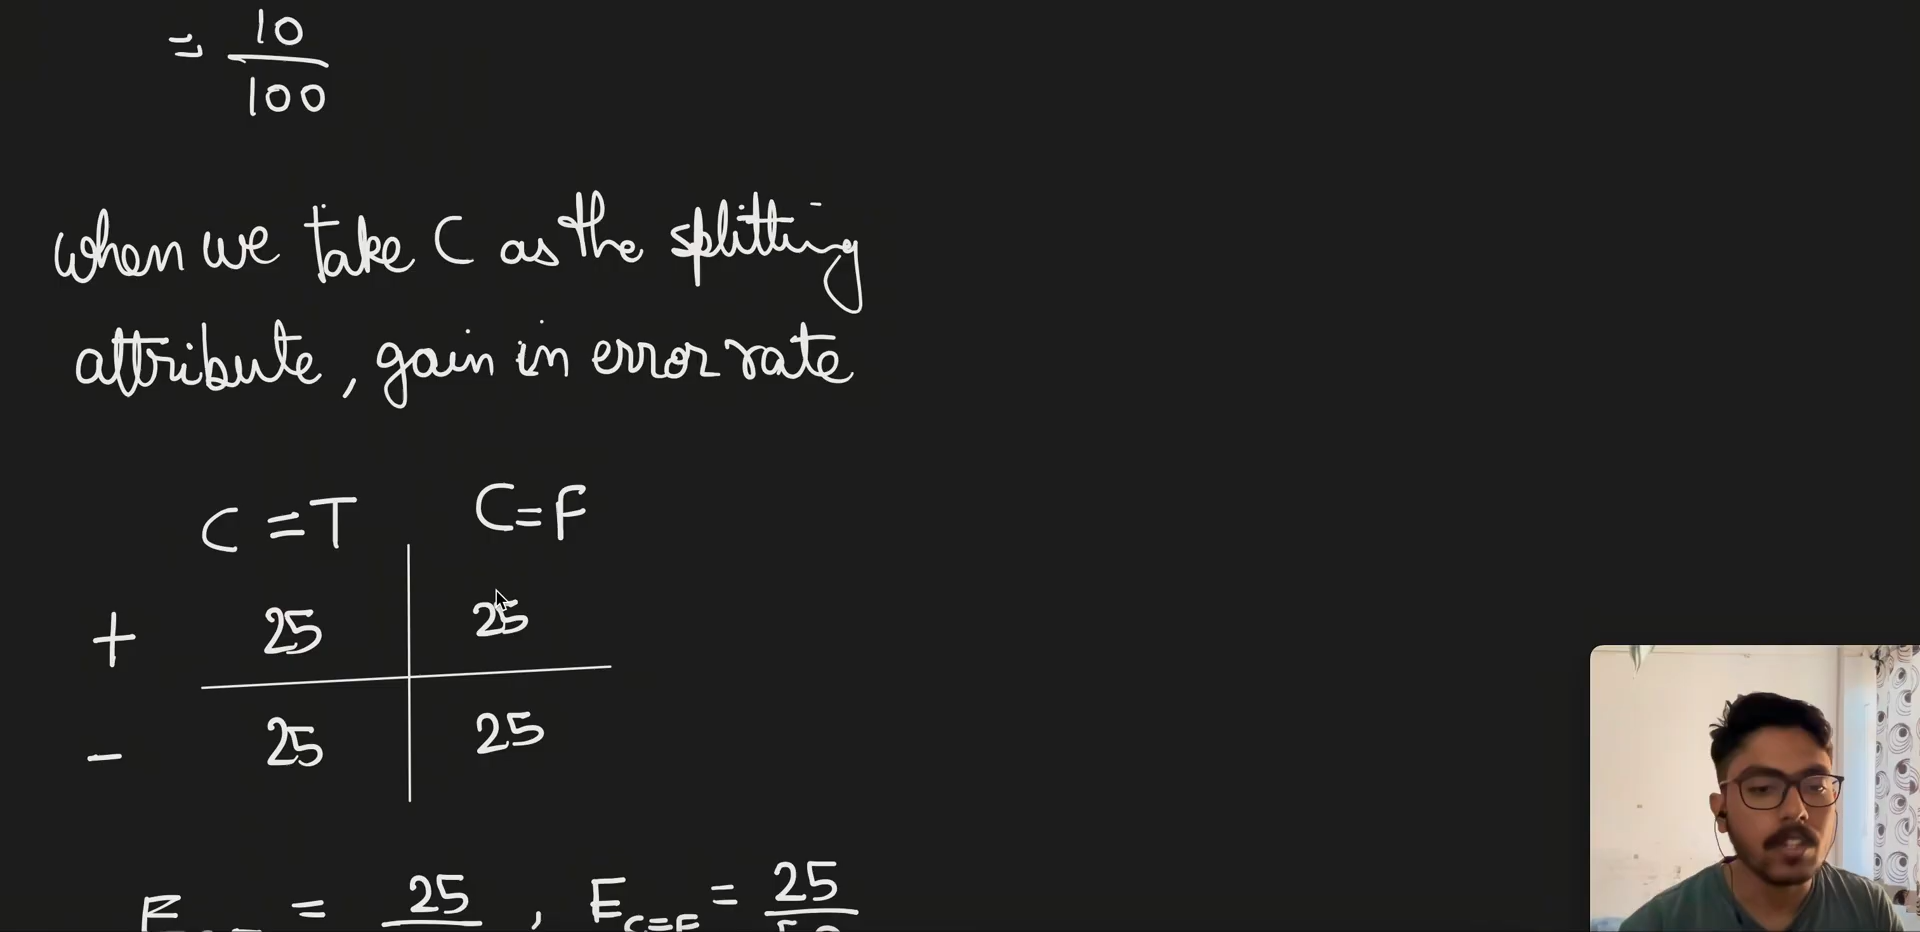 = 10
100
when we take C as the splitting
attribute, gain in error rate
C = T C=F
+ 25 25
- 25 25
= 25 , E C=F = 25